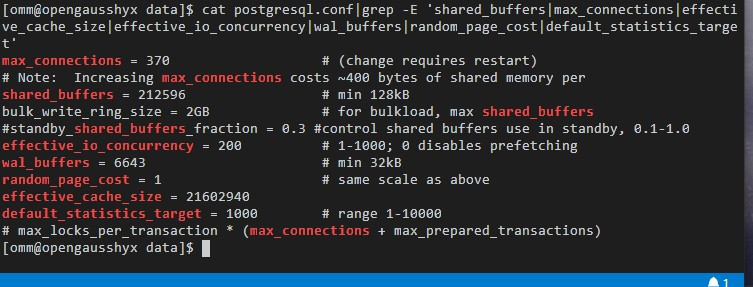 [omm@opengausshyx data]$ cat postgresql.conf|grep -E 'shared_buffers|max_connections|effecti
ve_cache_size|effective_io_concurrency|wal_buffers|random_page_cost|default_statistics_targe
t'
max_connections = 370                   # (change requires restart)
# Note:  Increasing max_connections costs ~400 bytes of shared memory per
shared_buffers = 212596                 # min 128kB
bulk_write_ring_size = 2GB              # for bulkload, max shared_buffers
#standby_shared_buffers_fraction = 0.3 #control shared buffers use in standby, 0.1-1.0
effective_io_concurrency = 200          # 1-1000; 0 disables prefetching
wal_buffers = 6643                      # min 32kB
random_page_cost = 1                    # same scale as above
effective_cache_size = 21602940
default_statistics_target = 1000        # range 1-10000
# max_locks_per_transaction * (max_connections + max_prepared_transactions)
[omm@opengausshyx data]$
1